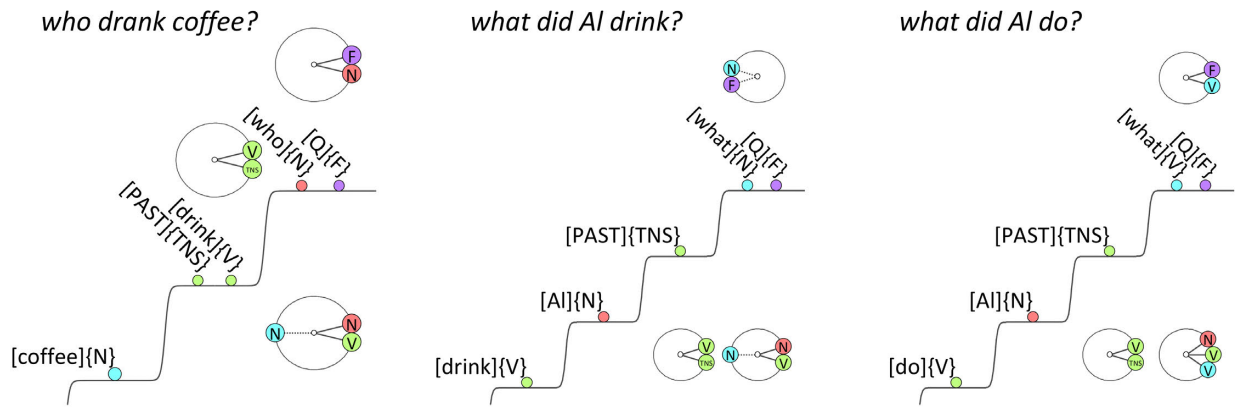 who drank coffee?
F
N
[who]{N}
[Q]{F}
V
TNS
[PAST]{TNS}
[drink]{V}
N
N
V
[coffee]{N}
what did Al drink?
N
F
[what]{N}
[Q]{F}
[PAST]{TNS}
[Al]{N}
V
TNS
N
N
V
[drink]{V}
what did Al do?
F
V
[what]{V}
[Q]{F}
[PAST]{TNS}
[Al]{N}
V
TNS
N
V
V
[do]{V}